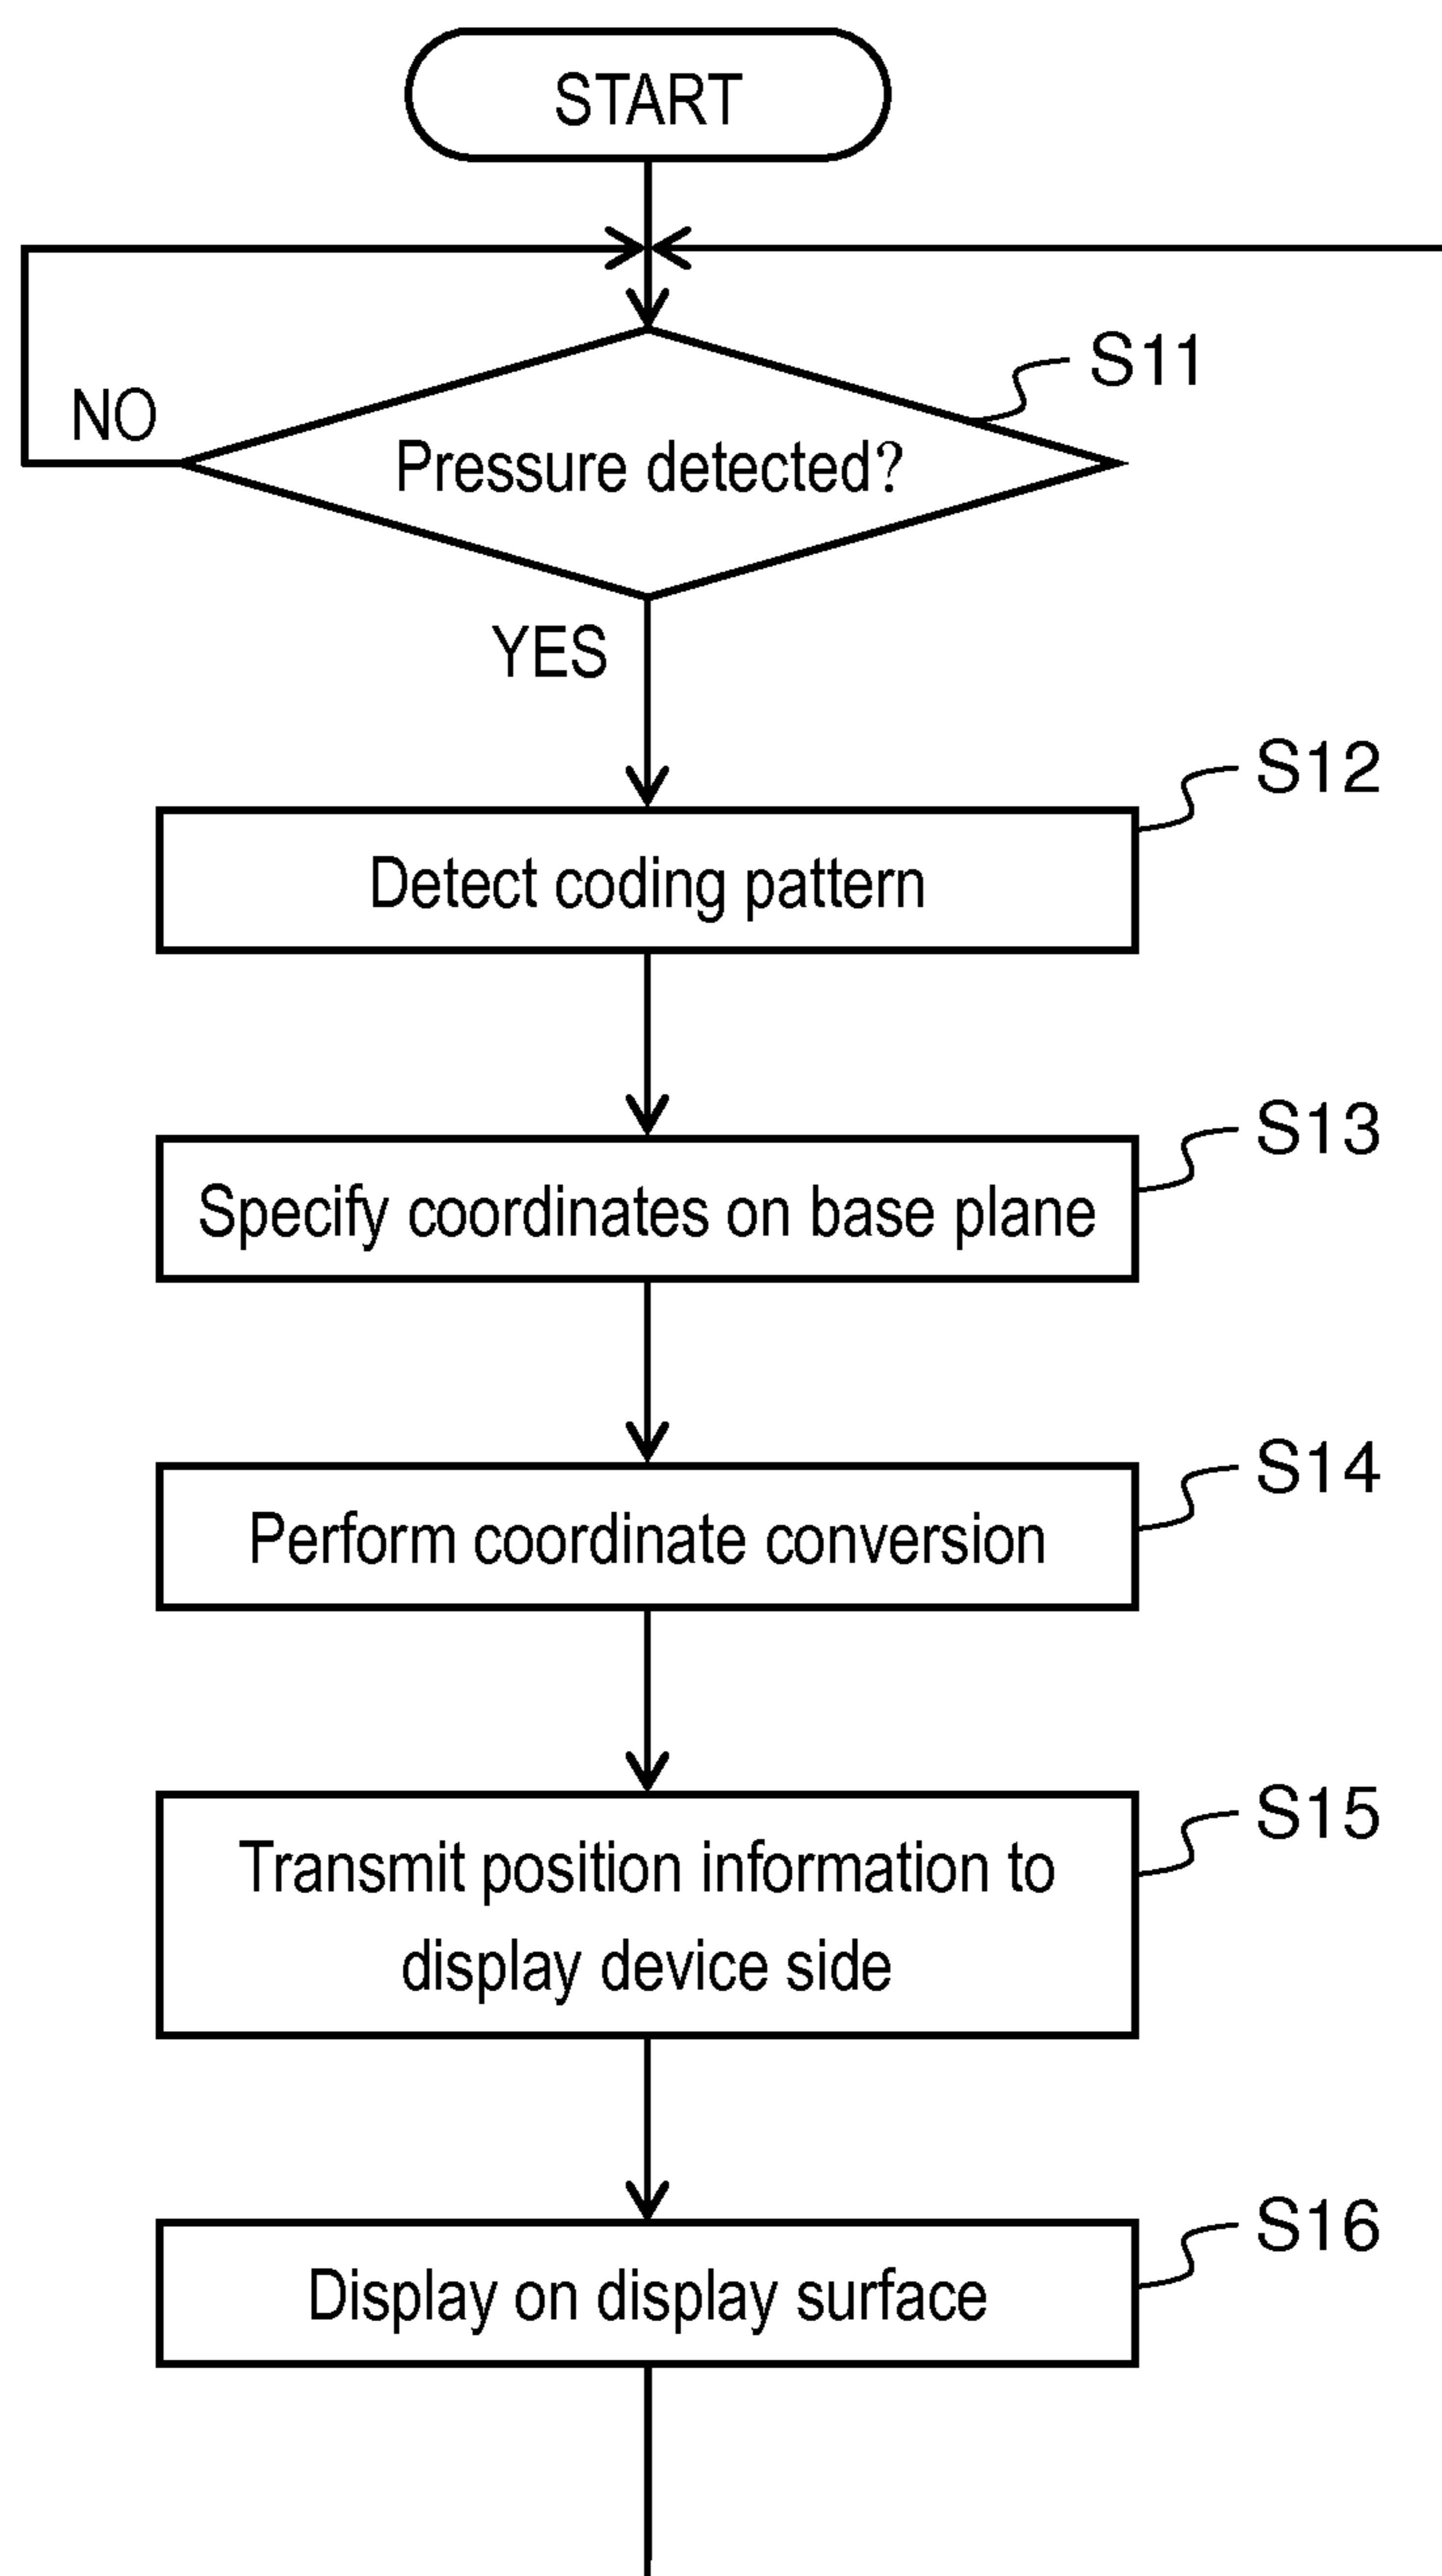 START
S11
NO
Pressure detected?
YES
S12
Detect coding pattern
S13
Specify coordinates on base plane
S14
Perform coordinate conversion
S15
Transmit position information to
display device side
S16
Display on display surface